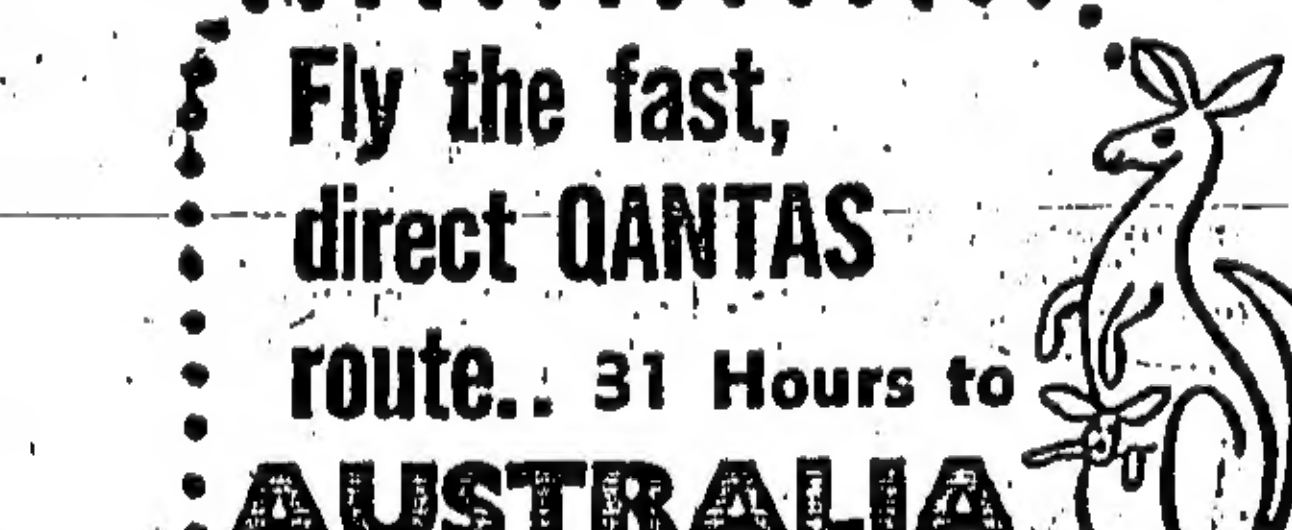 Fly the fast,
direct QANTAS
route.. 31 Hours to
AUSTRALIA